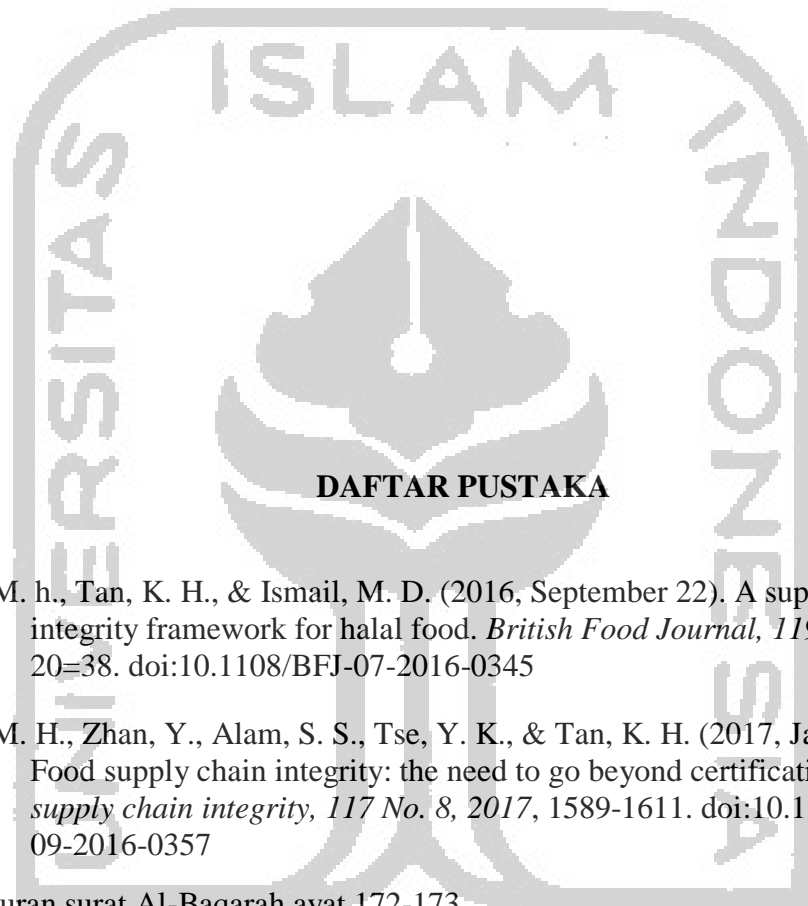 ISLAM
UNIVERSITAS
INDONESIA
DAFTAR PUSTAKA
M. h., Tan, K. H., & Ismail, M. D. (2016, September 22). A sup
integrity framework for halal food. British Food Journal, 119
20=38. doi:10.1108/BFJ-07-2016-0345
M. H., Zhan, Y., Alam, S. S., Tse, Y. K., & Tan, K. H. (2017, Ja
Food supply chain integrity: the need to go beyond certificati
supply chain integrity, 117 No. 8, 2017, 1589-1611. doi:10.1
09-2016-0357
uran surat Al-Baqarah ayat 172-173